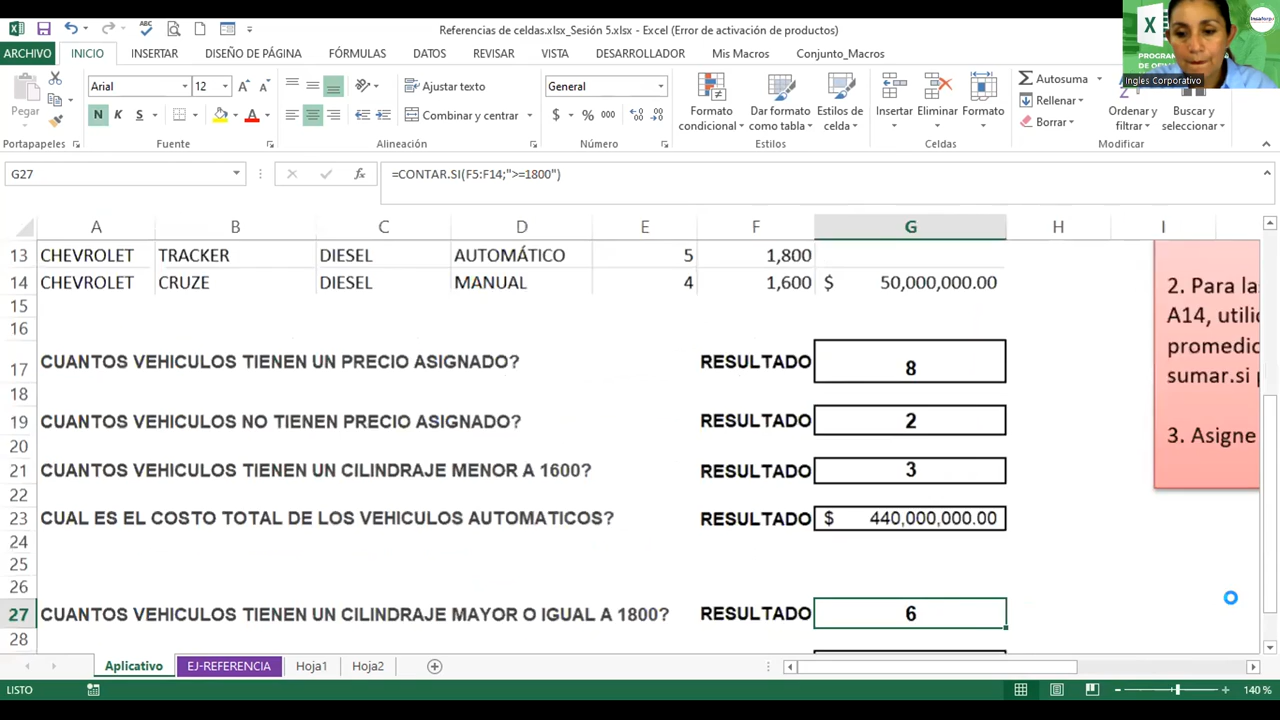 Referencias de celdas.xlsx_Sesión 5.xlsx - Excel (Error de activación de productos)
ARCHIVO INICIO INSERTAR DISEÑO DE PÁGINA FÓRMULAS DATOS REVISAR VISTA DESARROLLADOR Mis Macros Conjunto_Macros
PROGRAM
DE OFI
Ingles Corporativo
Pegar
Arial 12
N K S
Ajustar texto
Combinar y centrar
General
$ % 000
Formato condicional
Dar formato como tabla
Estilos de celda
Insertar
Eliminar
Formato
Autosuma
Rellenar
Borrar
Ordenar y filtrar
Buscar y seleccionar
Portapapeles Fuente Alineación Número Estilos Celdas Modificar
G27 fx =CONTAR.SI(F5:F14;">=1800")
A B C D E F G H I
13 CHEVROLET TRACKER DIESEL AUTOMÁTICO 5 1,800
14 CHEVROLET CRUZE DIESEL MANUAL 4 1,600 $ 50,000,000.00
15
16
17 CUANTOS VEHICULOS TIENEN UN PRECIO ASIGNADO? RESULTADO 8
18
19 CUANTOS VEHICULOS NO TIENEN PRECIO ASIGNADO? RESULTADO 2
20
21 CUANTOS VEHICULOS TIENEN UN CILINDRAJE MENOR A 1600? RESULTADO 3
22
23 CUAL ES EL COSTO TOTAL DE LOS VEHICULOS AUTOMATICOS? RESULTADO $ 440,000,000.00
24
25
26
27 CUANTOS VEHICULOS TIENEN UN CILINDRAJE MAYOR O IGUAL A 1800? RESULTADO 6
28
2. Para la
A14, utili
promedio
sumar.si p
3. Asigne
Aplicativo EJ-REFERENCIA Hoja1 Hoja2
LISTO 140 %